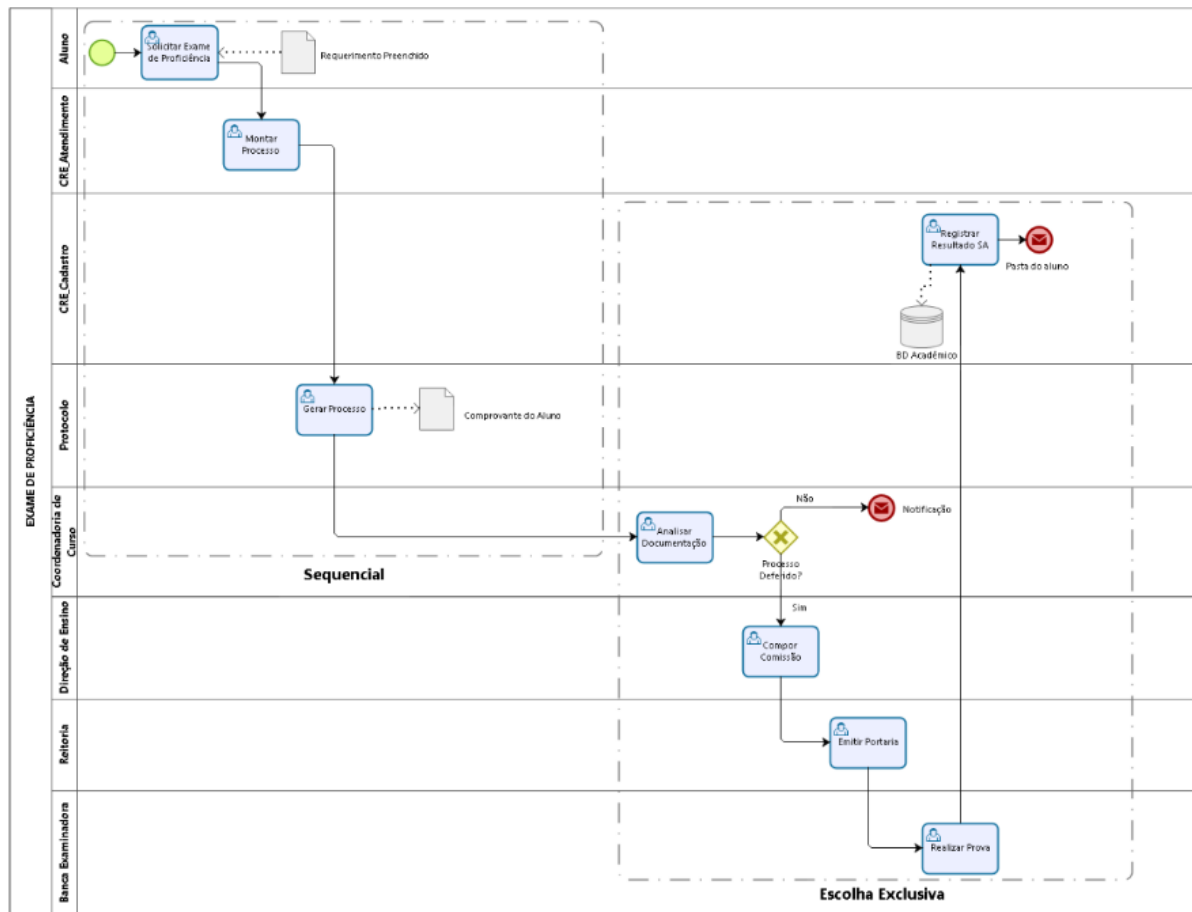 EXAME DE PROFICIÊNCIA
Aluno
Solicitar Exame
de Proficiência
Requerimento Preenchido
CRE_Atendimento
Montar
Processo
CRE_Cadastro
Registrar
Resultado SA
Pasta do aluno
BD Acadêmico
Protocolo
Gerar Processo
Comprovante do Aluno
Coordenadoria de
Curso
Analisar
Documentação
Processo
Deferido?
Não
Notificação
Sim
Sequencial
Direção de Ensino
Compor
Comissão
Reitoria
Emitir Portaria
Banca Examinadora
Realizar Prova
Escolha Exclusiva